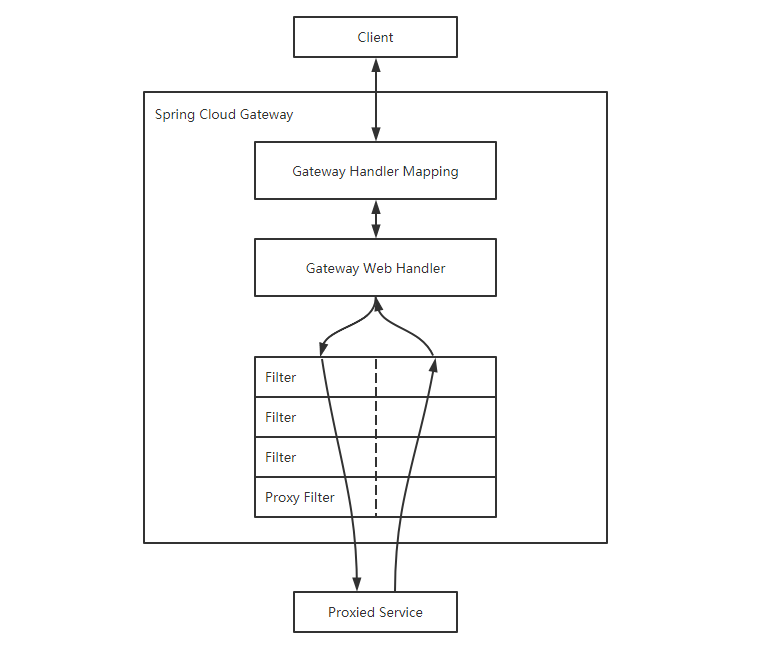 Client
Spring Cloud Gateway
Gateway Handler Mapping
Gateway Web Handler
Filter
Filter
Filter
Proxy Filter
Proxied Service